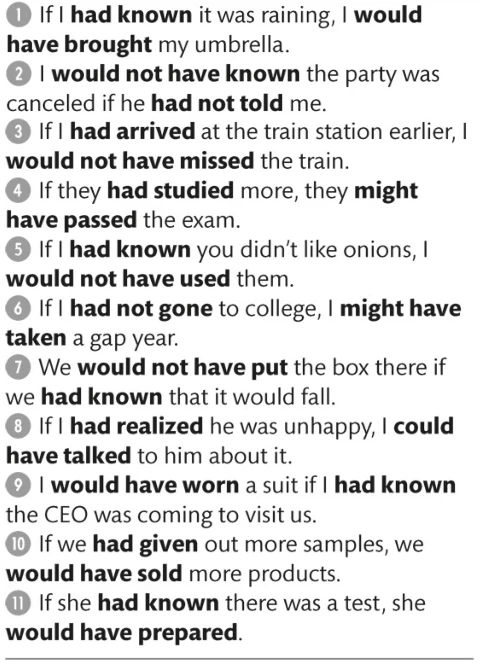 1 If I had known it was raining, I would
have brought my umbrella.
2 I would not have known the party was
canceled if he had not told me.
3 If I had arrived at the train station earlier, I
would not have missed the train.
4 If they had studied more, they might
have passed the exam.
5 If I had known you didn’t like onions, I
would not have used them.
6 If I had not gone to college, I might have
taken a gap year.
7 We would not have put the box there if
we had known that it would fall.
8 If I had realized he was unhappy, I could
have talked to him about it.
9 I would have worn a suit if I had known
the CEO was coming to visit us.
10 If we had given out more samples, we
would have sold more products.
11 If she had known there was a test, she
would have prepared.